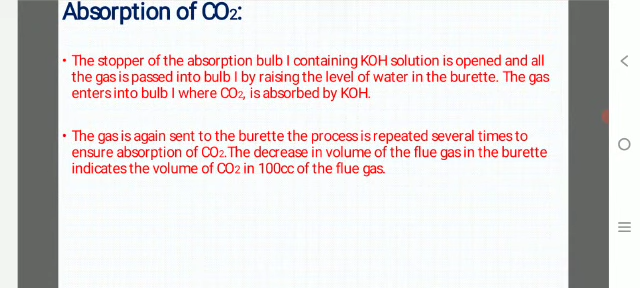 Absorption of CO₂:
• The stopper of the absorption bulb I containing KOH solution is opened and all
the gas is passed into bulb I by raising the level of water in the burette. The gas
enters into bulb I where CO₂, is absorbed by KOH.
• The gas is again sent to the burette the process is repeated several times to
ensure absorption of CO₂.The decrease in volume of the flue gas in the burette
indicates the volume of CO₂ in 100cc of the flue gas.